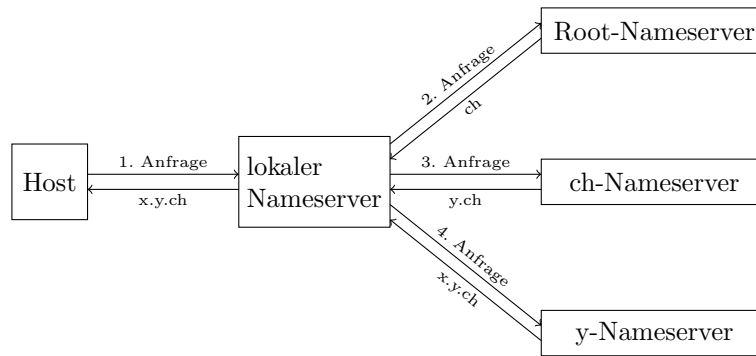 Root-Nameserver
2. Anfrage
ch
Host
1. Anfrage
x.y.ch
lokaler
Nameserver
3. Anfrage
y.ch
ch-Nameserver
4. Anfrage
x.y.ch
y-Nameserver